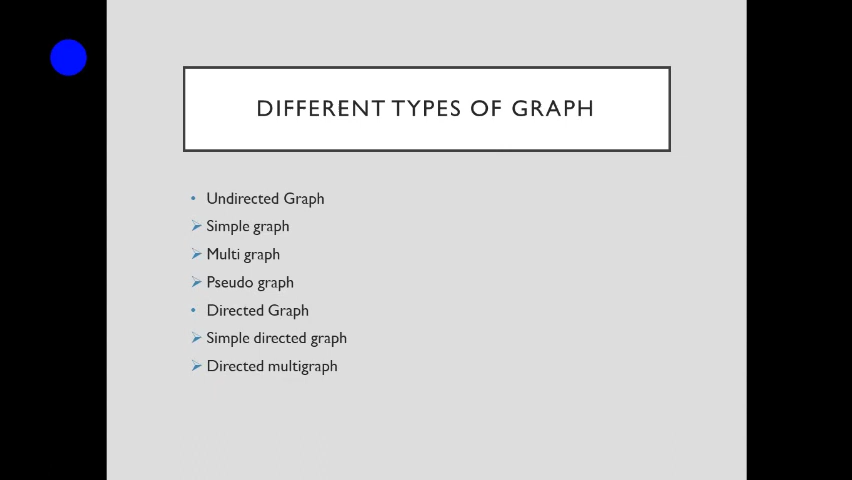 DIFFERENT TYPES OF GRAPH
• Undirected Graph
➢ Simple graph
➢ Multi graph
➢ Pseudo graph
• Directed Graph
➢ Simple directed graph
➢ Directed multigraph